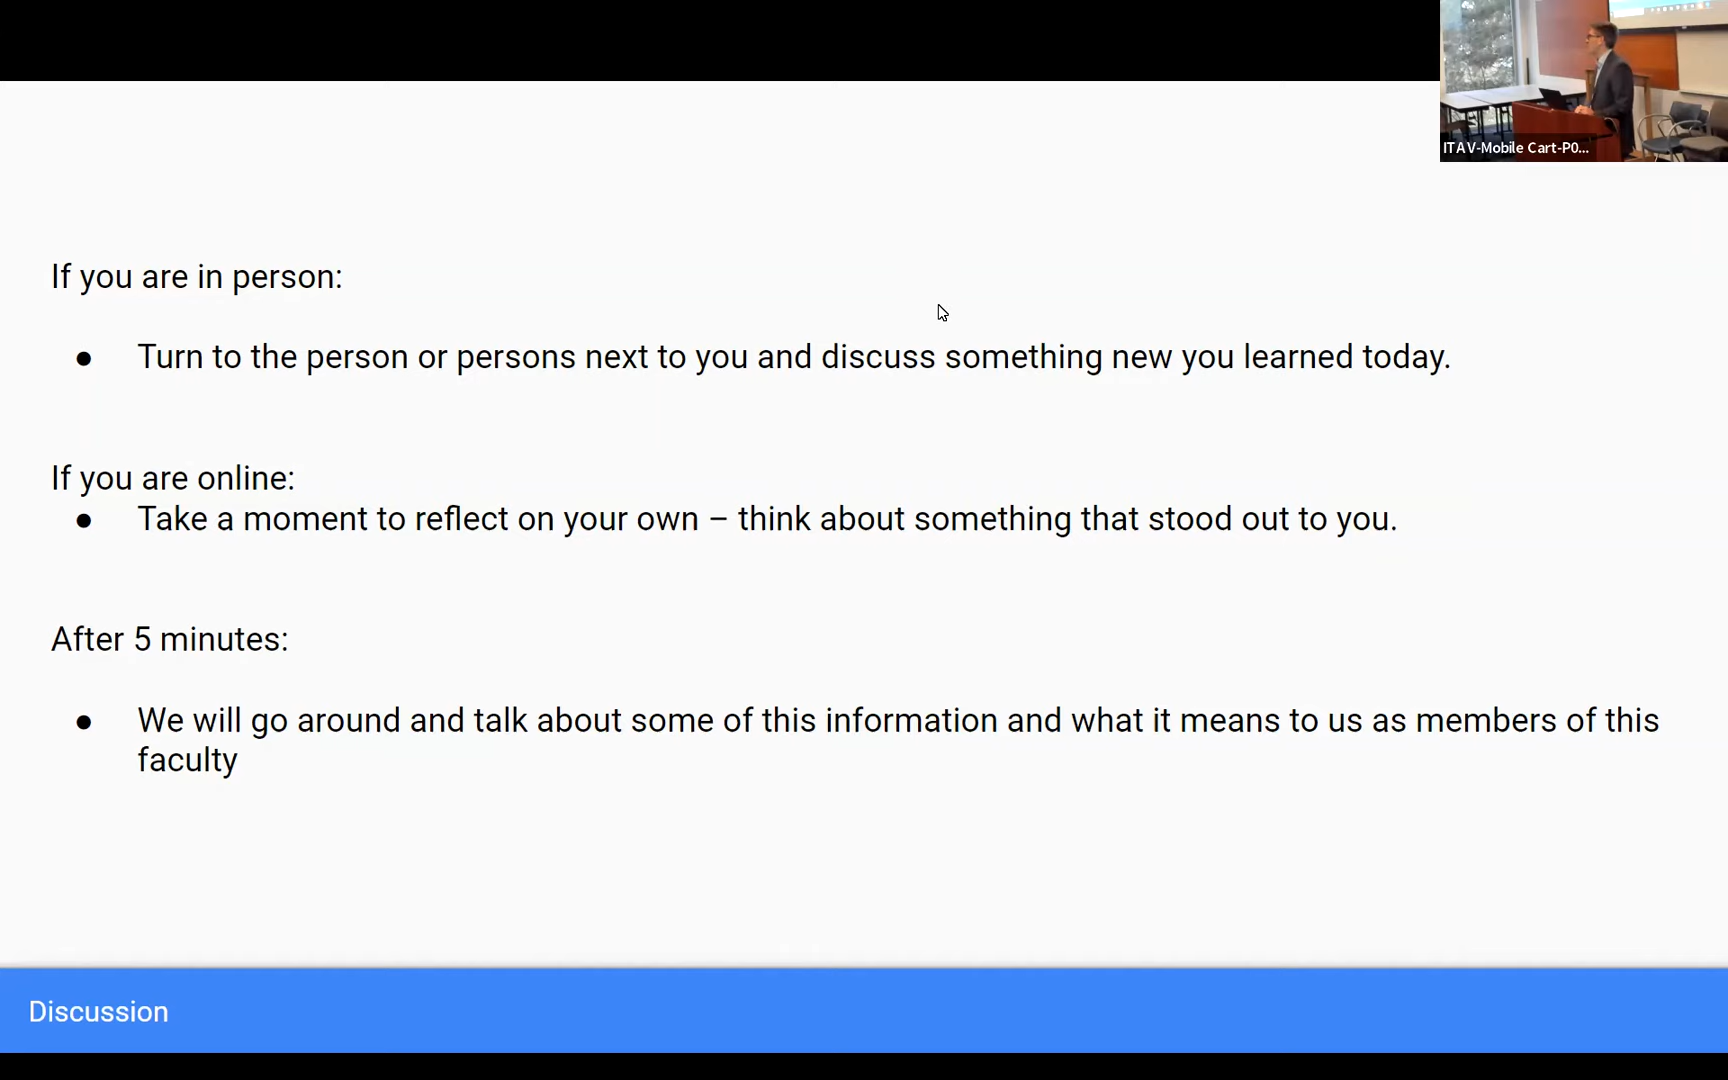 ITAV-Mobile Cart-P0...
If you are in person:
● Turn to the person or persons next to you and discuss something new you learned today.
If you are online:
● Take a moment to reflect on your own – think about something that stood out to you.
After 5 minutes:
● We will go around and talk about some of this information and what it means to us as members of this
faculty
Discussion